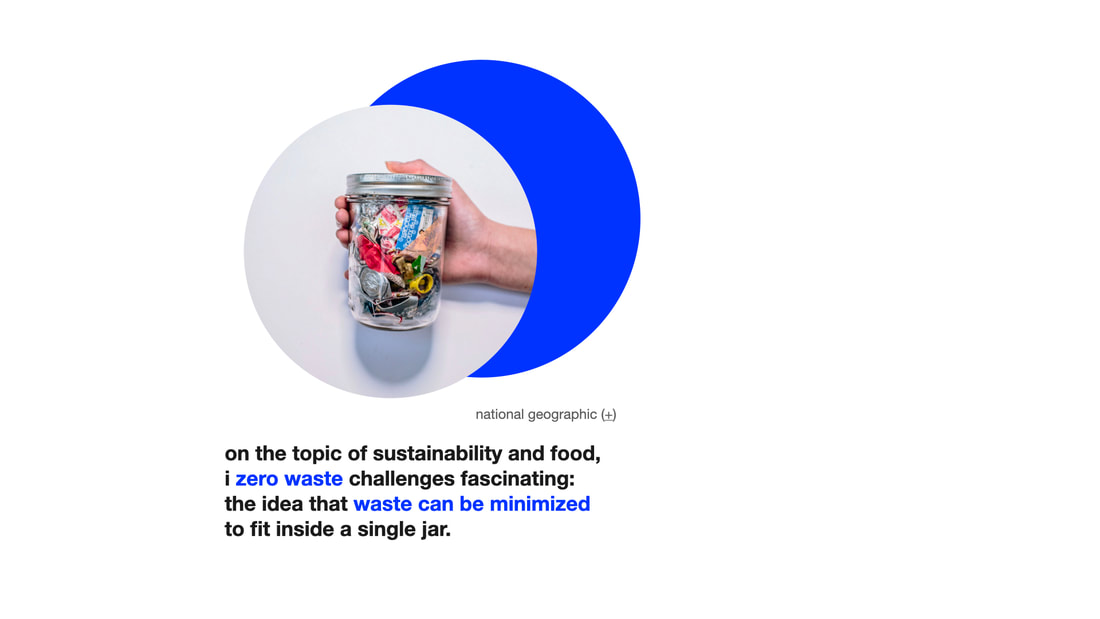 national geographic (+)
on the topic of sustainability and food,
i zero waste challenges fascinating:
the idea that waste can be minimized
to fit inside a single jar.